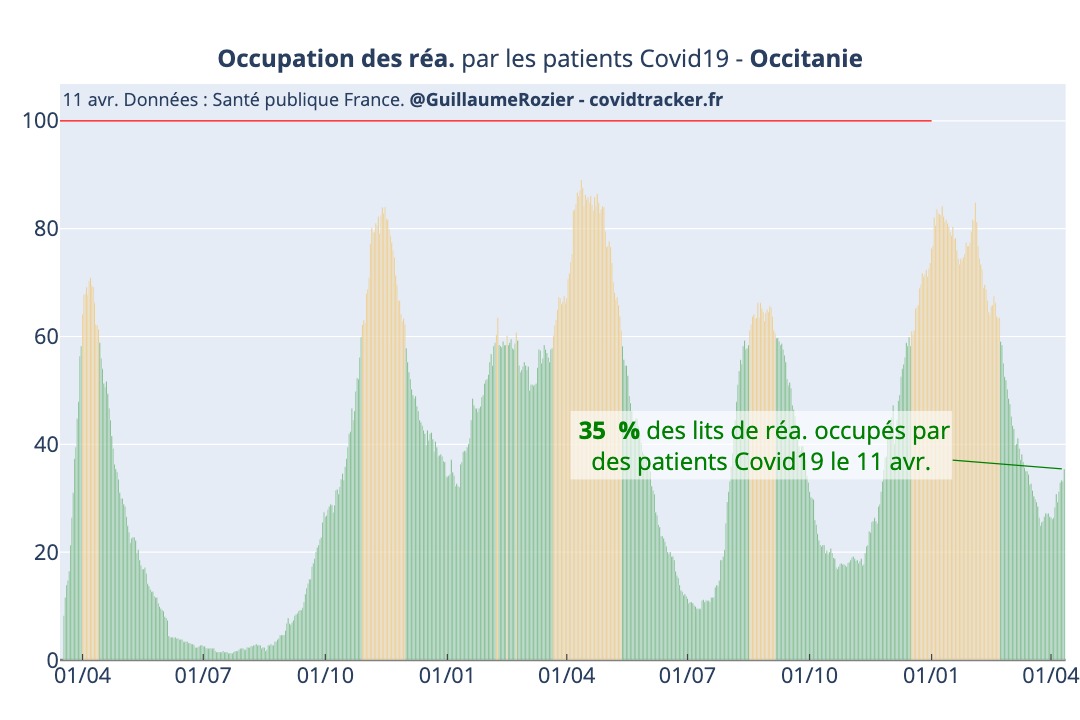 Occupation des réa. par les patients Covid19 - Occitanie
11 avr. Données : Santé publique France. @GuillaumeRozier - covidtracker.fr
100
80
60
40
20
0
35 % des lits de réa. occupés par
des patients Covid19 le 11 avr.
01/04 01/07 01/10 01/01 01/04 01/07 01/10 01/01 01/04